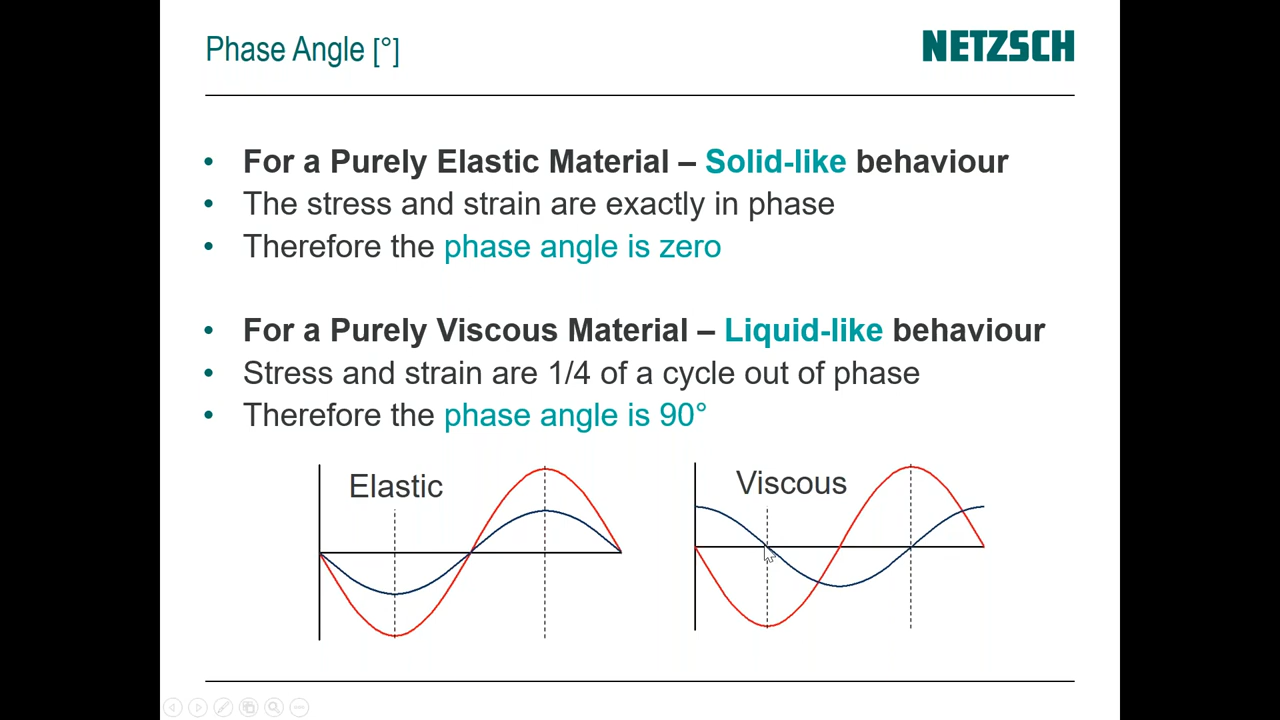 Phase Angle [°]
NETZSCH
• For a Purely Elastic Material – Solid-like behaviour
• The stress and strain are exactly in phase
• Therefore the phase angle is zero
• For a Purely Viscous Material – Liquid-like behaviour
• Stress and strain are 1/4 of a cycle out of phase
• Therefore the phase angle is 90°
Elastic
Viscous